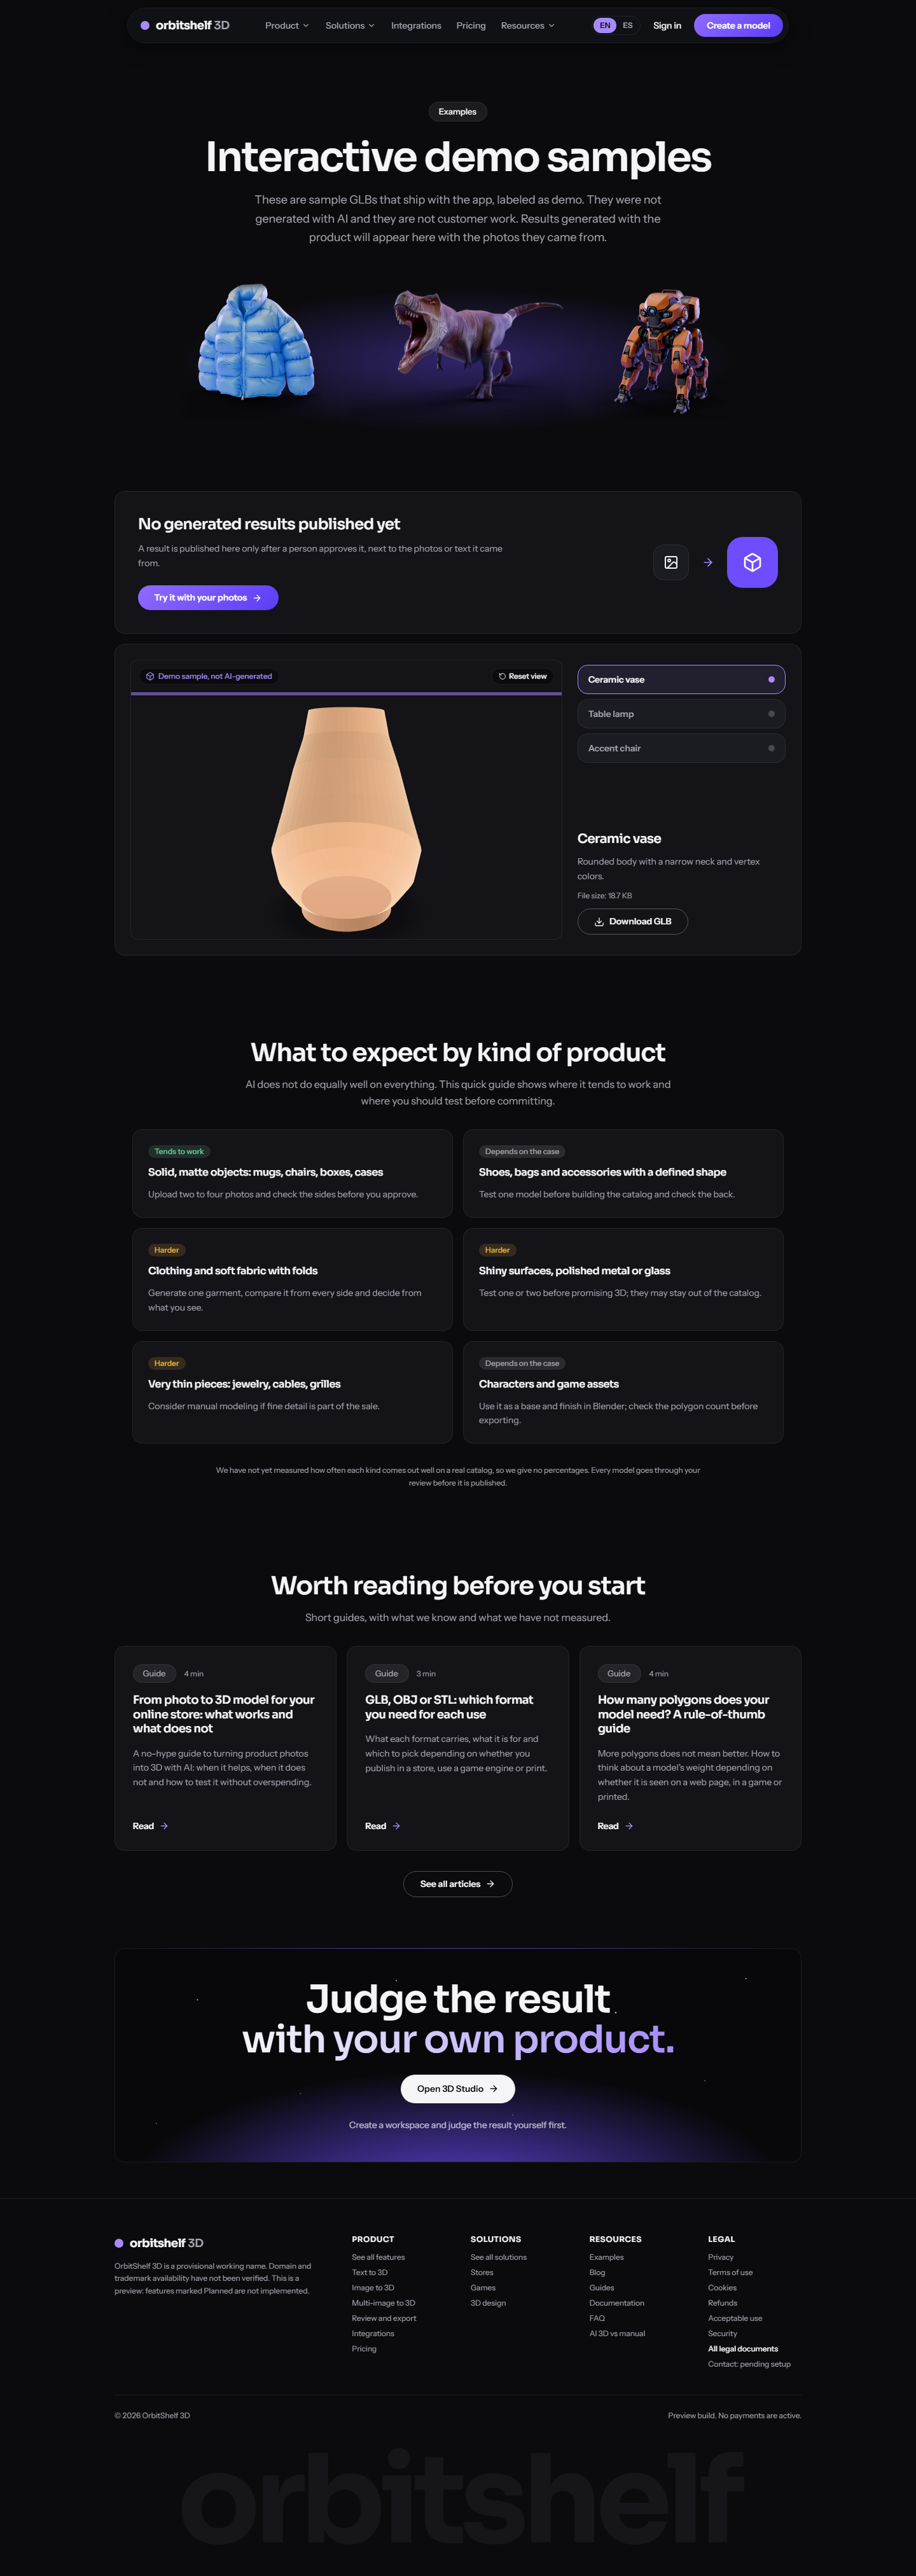 orbitshelf 3D
Product
Solutions
Integrations
Pricing
Resources
EN
ES
Sign in
Create a model
Examples
Interactive demo samples
These are sample GLBs that ship with the app, labeled as demo. They were not
generated with AI and they are not customer work. Results generated with the
product will appear here with the photos they came from.
No generated results published yet
A result is published here only after a person approves it, next to the photos or text it came
from.
Try it with your photos
Demo sample, not AI-generated
Reset view
Ceramic vase
Table lamp
Accent chair
Ceramic vase
Rounded body with a narrow neck and vertex
colors.
File size: 18.7 KB
Download GLB
What to expect by kind of product
AI does not do equally well on everything. This quick guide shows where it tends to work and
where you should test before committing.
Tends to work
Solid, matte objects: mugs, chairs, boxes, cases
Upload two to four photos and check the sides before you approve.
Depends on the case
Shoes, bags and accessories with a defined shape
Test one model before building the catalog and check the back.
Harder
Clothing and soft fabric with folds
Generate one garment, compare it from every side and decide from
what you see.
Harder
Shiny surfaces, polished metal or glass
Test one or two before promising 3D; they may stay out of the catalog.
Harder
Very thin pieces: jewelry, cables, grilles
Consider manual modeling if fine detail is part of the sale.
Depends on the case
Characters and game assets
Use it as a base and finish in Blender; check the polygon count before
exporting.
We have not yet measured how often each kind comes out well on a real catalog, so we give no percentages. Every model goes through your
review before it is published.
Worth reading before you start
Short guides, with what we know and what we have not measured.
Guide
4 min
From photo to 3D model for your
online store: what works and
what does not
A no-hype guide to turning product photos
into 3D with AI: when it helps, when it does
not and how to test it without overspending.
Read
Guide
3 min
GLB, OBJ or STL: which format
you need for each use
What each format carries, what it is for and
which to pick depending on whether you
publish in a store, use a game engine or print.
Read
Guide
4 min
How many polygons does your
model need? A rule-of-thumb
guide
More polygons does not mean better. How to
think about a model's weight depending on
whether it is seen on a web page, in a game or
printed.
Read
See all articles
Judge the result
with your own product.
Open 3D Studio
Create a workspace and judge the result yourself first.
orbitshelf 3D
OrbitShelf 3D is a provisional working name. Domain and
trademark availability have not been verified. This is a
preview: features marked Planned are not implemented.
PRODUCT
See all features
Text to 3D
Image to 3D
Multi-image to 3D
Review and export
Integrations
Pricing
SOLUTIONS
See all solutions
Stores
Games
3D design
RESOURCES
Examples
Blog
Guides
Documentation
FAQ
AI 3D vs manual
LEGAL
Privacy
Terms of use
Cookies
Refunds
Acceptable use
Security
All legal documents
Contact: pending setup
© 2026 OrbitShelf 3D
Preview build. No payments are active.
orbitshelf